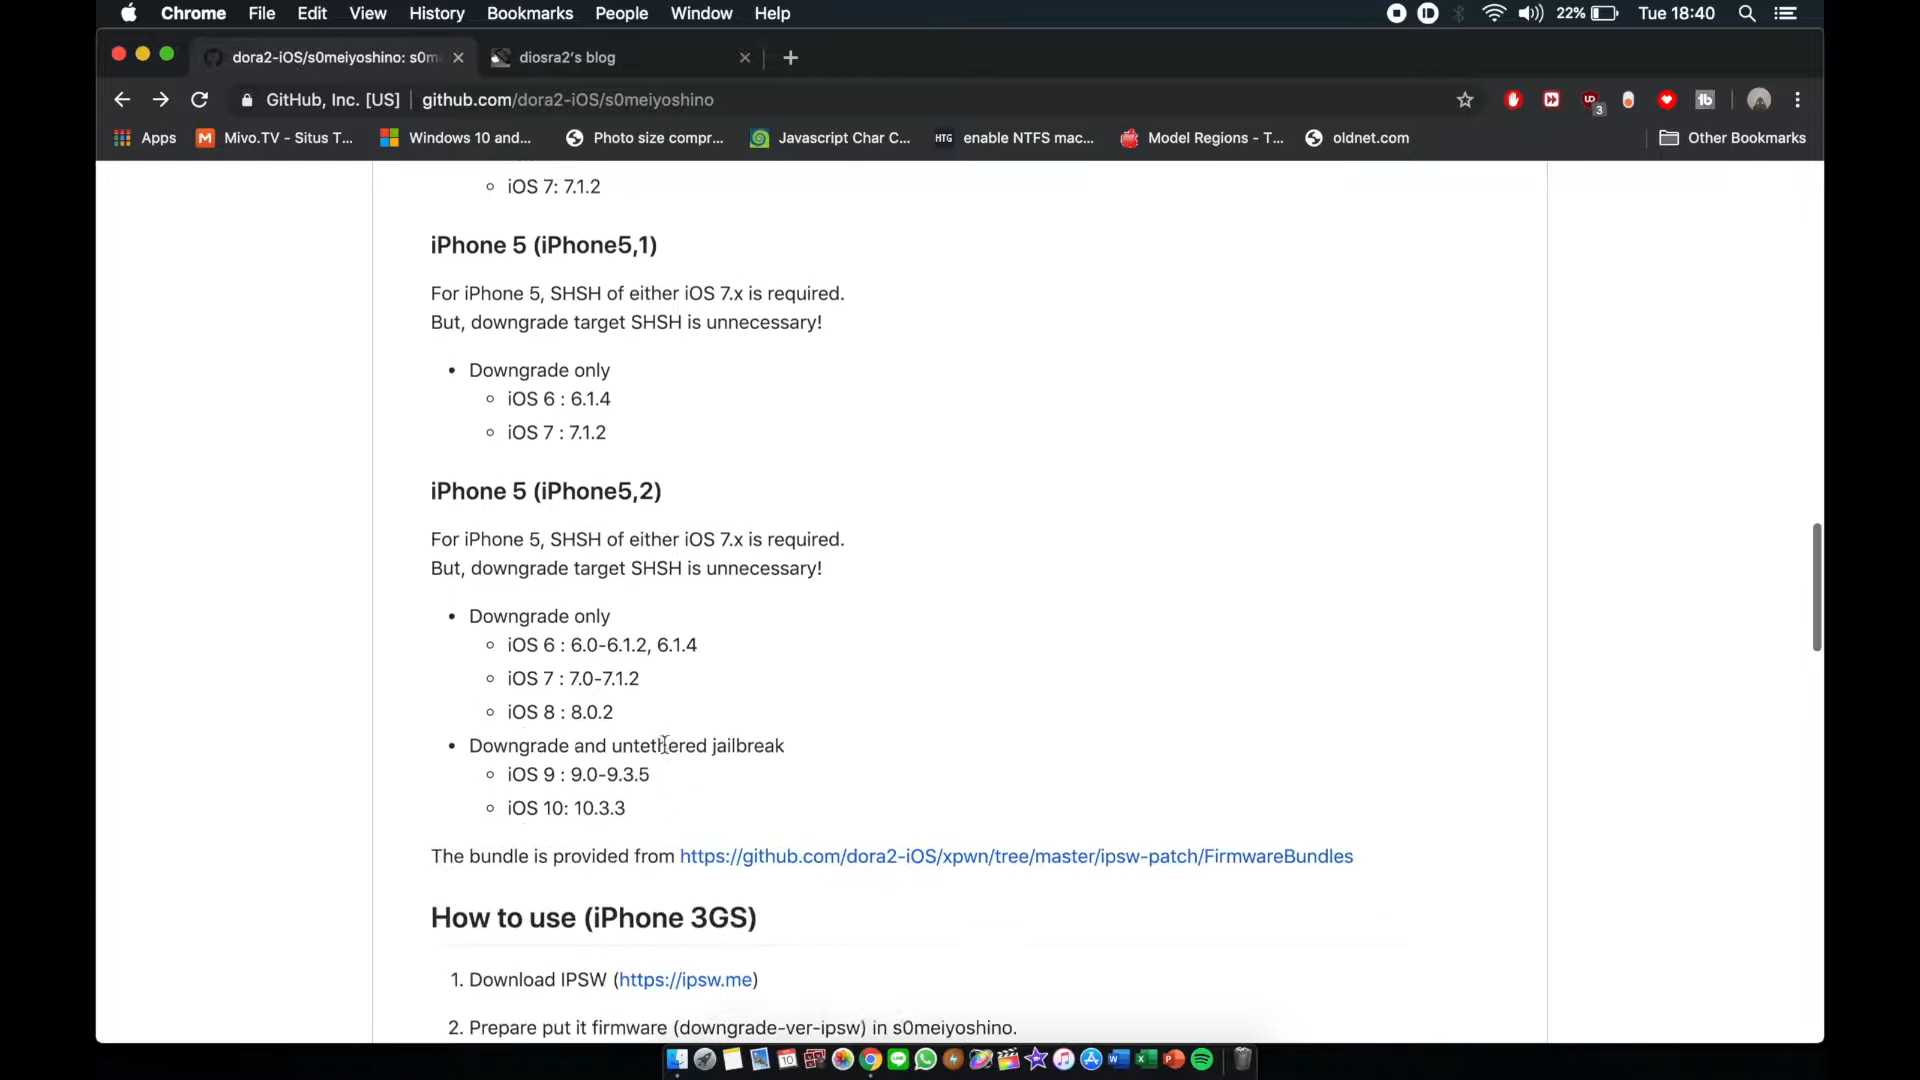 Chrome File Edit View History Bookmarks People Window Help 22% Tue 18:40
dora2-iOS/s0meiyoshino: s0m diosra2's blog
GitHub, Inc. [US] github.com/dora2-iOS/s0meiyoshino 3 tb
Apps Mivo.TV - Situs T... Windows 10 and... Photo size compr... Javascript Char C... HTG enable NTFS mac... Model Regions - T... oldnet.com Other Bookmarks
iOS 7: 7.1.2
iPhone 5 (iPhone5,1)
For iPhone 5, SHSH of either iOS 7.x is required.
But, downgrade target SHSH is unnecessary!
• Downgrade only
iOS 6 : 6.1.4
iOS 7 : 7.1.2
iPhone 5 (iPhone5,2)
For iPhone 5, SHSH of either iOS 7.x is required.
But, downgrade target SHSH is unnecessary!
• Downgrade only
iOS 6 : 6.0-6.1.2, 6.1.4
iOS 7 : 7.0-7.1.2
iOS 8 : 8.0.2
• Downgrade and untethered jailbreak
iOS 9 : 9.0-9.3.5
iOS 10: 10.3.3
The bundle is provided from https://github.com/dora2-iOS/xpwn/tree/master/ipsw-patch/FirmwareBundles
How to use (iPhone 3GS)
1. Download IPSW (https://ipsw.me)
2. Prepare put it firmware (downgrade-ver-ipsw) in s0meiyoshino.